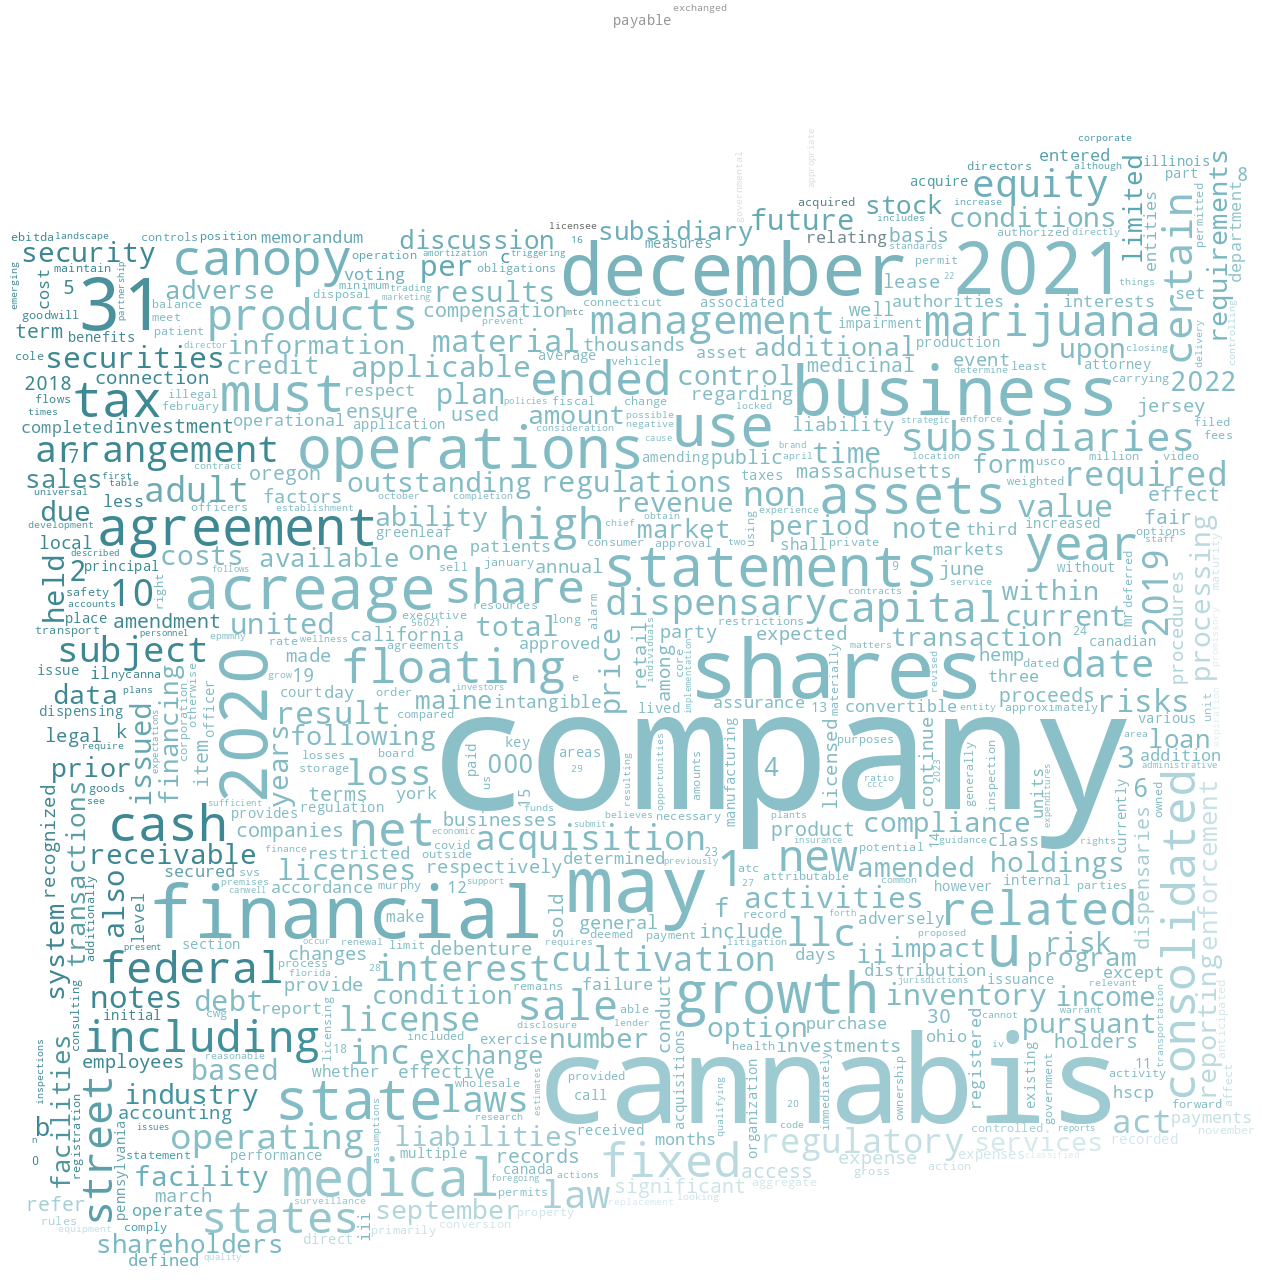 exchanged
payable
corporate
governmental
appropriate
entered
although
illinois
directors
part
acquire
equity
limited
requirements
8
acquired
stock
increase
licensee
future
includes
conditions
authorized
directly
permitted
department
ebitda
landscape
controls
position
memorandum
discussion
c
16
subsidiary
measures
relating
basis
standards
entities
security
canopy
operation
amortization
triggering
december
2021
certain
emerging
cost
5
31
partnership
adverse
voting
per
obligations
permit
lease
22
things
maintain
minimum
trading
results
connecticut
associated
authorities
interests
set
goodwill
balance
products
disposal
marketing
compensation
mtc
management
well
marijuana
delivery
controlling
term
meet
benefits
patient
information
prevent
material
thousands
impairment
production
upon
closing
director
average
asset
additional
event
attorney
cole
securities
credit
applicable
vehicle
medicinal
determine
least
carrying
2018
connection
must
respect
plan
ended
control
business
2022
flows
tax
illegal
february
policies
fiscal
change
regarding
jersey
times
ensure
used
amount
possible
negative
locked
strategic
enforce
filed
completed
investment
operational
application
consideration
cause
amending
use
brand
april
liability
subsidiaries
fees
arrangement
7
operations
public
time
location
million
video
contract
oregon
outstanding
regulations
taxes
massachusetts
form
usco
weighted
required
sales
first
table
universal
less
adult
officers
factors
october
completion
establishment
revenue
non
experience
assets
value
effect
due
development
agreement
ability
greenleaf
high
chief
market
period
note
third
increased
fair
options
staff
local
described
costs
available
one
patients
consumer
approval
two
using
shall
private
markets
year
without
principal
follows
sell
january
annual
statements
9
june
service
deferred
2019
processing
maturity
held
2
safety
accounts
10
right
acreage
share
resources
alarm
dispensary
contracts
capital
within
current
mr
procedures
promissory
place
transport
amendment
personnel
united
executive
56021
long
total
restrictions
transaction
24
canadian
subject
epmmny
rate
wellness
california
agreements
approved
party
expected
matters
hemp
dated
date
issue
il
nycanna
made
grow
19
floating
e
price
retail
individuals
among
core
implementation
shares
revised
three
data
plans
otherwise
court
day
order
investors
lived
assurance
13
materially
entity
proceeds
risks
unit
expiration
dispensing
issued
financing
corporation
officer
2020
result
maine
compared
intangible
convertible
approximately
various
legal
k
require
expectations
item
years
following
losses
board
key
areas
company
purposes
continue
area
loan
prior
storage
loss
paid
us
000
29
resulting
opportunities
amounts
manufacturing
4
licensed
ratio
ccc
2023
generally
inspection
units
expenditures
3
addition
administrative
goods
see
sufficient
terms
york
15
funds
6
owned
recognized
transactions
cash
provides
regulation
businesses
believes
necessary
plants
14
currently
companies
net
economic
submit
product
insurance
compliance
guidance
class
rights
receivable
finance
restricted
covid
outside
acquisition
23
potential
dispensaries
consolidated
enforcement
secured
svs
licenses
respectively
determined
previously
1
atc
new
amended
holdings
also
premises
carwell
accordance
murphy
12
support
27
attributable
common
however
internal
parties
system
additionally
level
financial
make
sold
may
f
activities
forth
related
section
general
record
include
adversely
proposed
present
occur
renewal
limit
debenture
requires
deemed
payment
litigation
llc
u
federal
changes
process
florida
28
interest
remains
cultivation
days
ii
impact
risk
program
provide
failure
distribution
except
notes
consulting
debt
report
condition
able
growth
jurisdictions
issuance
relevant
reporting
anticipated
initial
cwg
licensing
license
disclosure
lender
sale
conduct
inventory
cannot
warrant
income
including
included
exercise
number
option
purchase
30
pursuant
transportation
employees
reasonable
18
inc
exchange
health
investments
registered
ohio
iv
holders
inspections
facilities
based
whether
effective
wholesale
provided
acquisitions
qualifying
organization
immediately
ownership
existing
government
11
activity
affect
industry
state
laws
estimates
call
cannabis
hscp
forward
street
accounting
research
20
b
registration
issues
operating
assumptions
liabilities
received
code
controlled
reports
act
payments
november
n
0
pennsylvania
statement
performance
multiple
records
months
regulatory
services
expenses
classified
recorded
facility
medical
foregoing
canada
actions
fixed
access
expense
gross
action
refer
march
surveillance
permits
law
significant
looking
aggregate
rules
equipment
comply
operate
states
iii
september
property
replacement
primarily
conversion
shareholders
direct
defined
quality